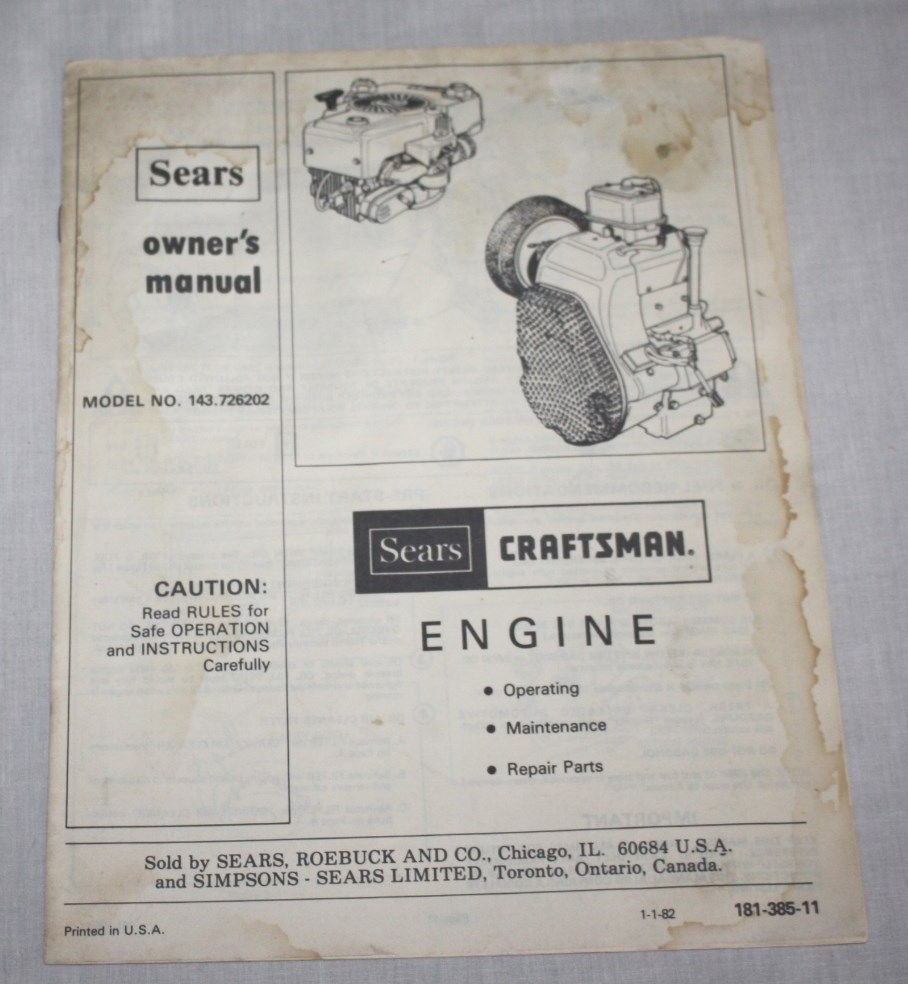 Sears
owner's
manual
MODEL NO. 143.726202
CAUTION:
Read RULES for
Safe OPERATION
and INSTRUCTIONS
Carefully
Sears CRAFTSMAN.
ENGINE
• Operating
• Maintenance
• Repair Parts
Sold by SEARS, ROEBUCK AND CO., Chicago, IL. 60684 U.S.A.
and SIMPSONS - SEARS LIMITED, Toronto, Ontario, Canada.
Printed in U.S.A.
1-1-82
181-385-11